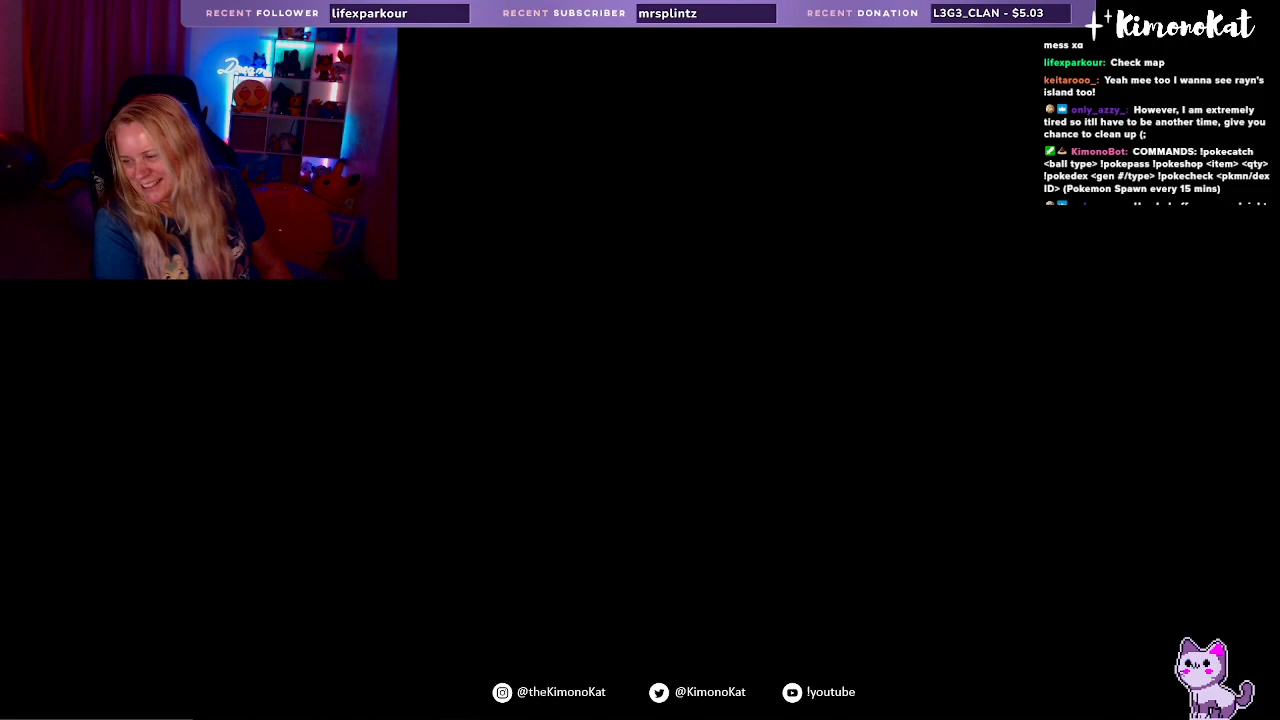 RECENT FOLLOWER lifexparkour RECENT SUBSCRIBER mrsplintz RECENT DONATION L3G3_CLAN - $5.03
KimonoKat
Dream
mess xα
lifexparkour: Check map
keitarooo_: Yeah mee too I wanna see rayn's
island too!
only_azzy_: However, I am extremely
tired so itll have to be another time, give you
chance to clean up (;
KimonoBot: COMMANDS: !pokecatch
<ball type> !pokepass !pokeshop <item> <qty>
!pokedex <gen #/type> !pokecheck <pkmn/dex
ID> (Pokemon Spawn every 15 mins)
@theKimonoKat @KimonoKat !youtube